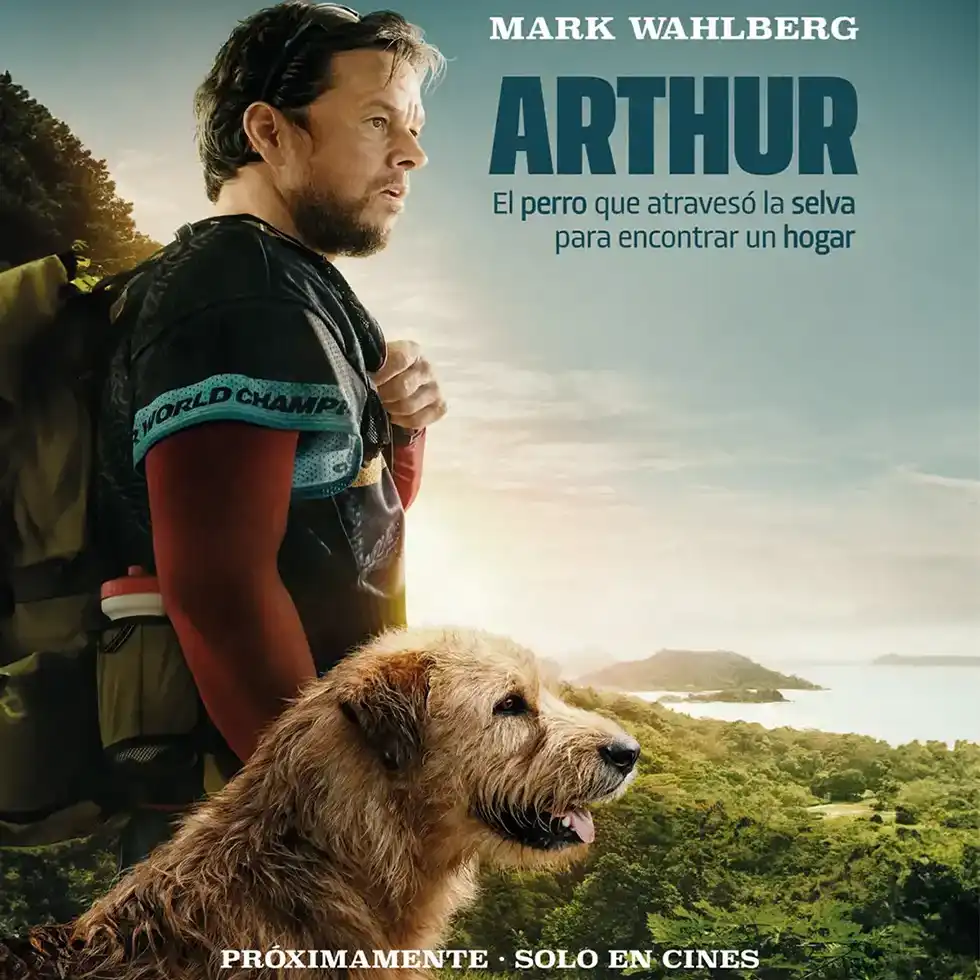 MARK WAHLBERG
ARTHUR
El perro que atravesó la selva
para encontrar un hogar
WORLD CHAMP
PRÓXIMAMENTE · SOLO EN CINES